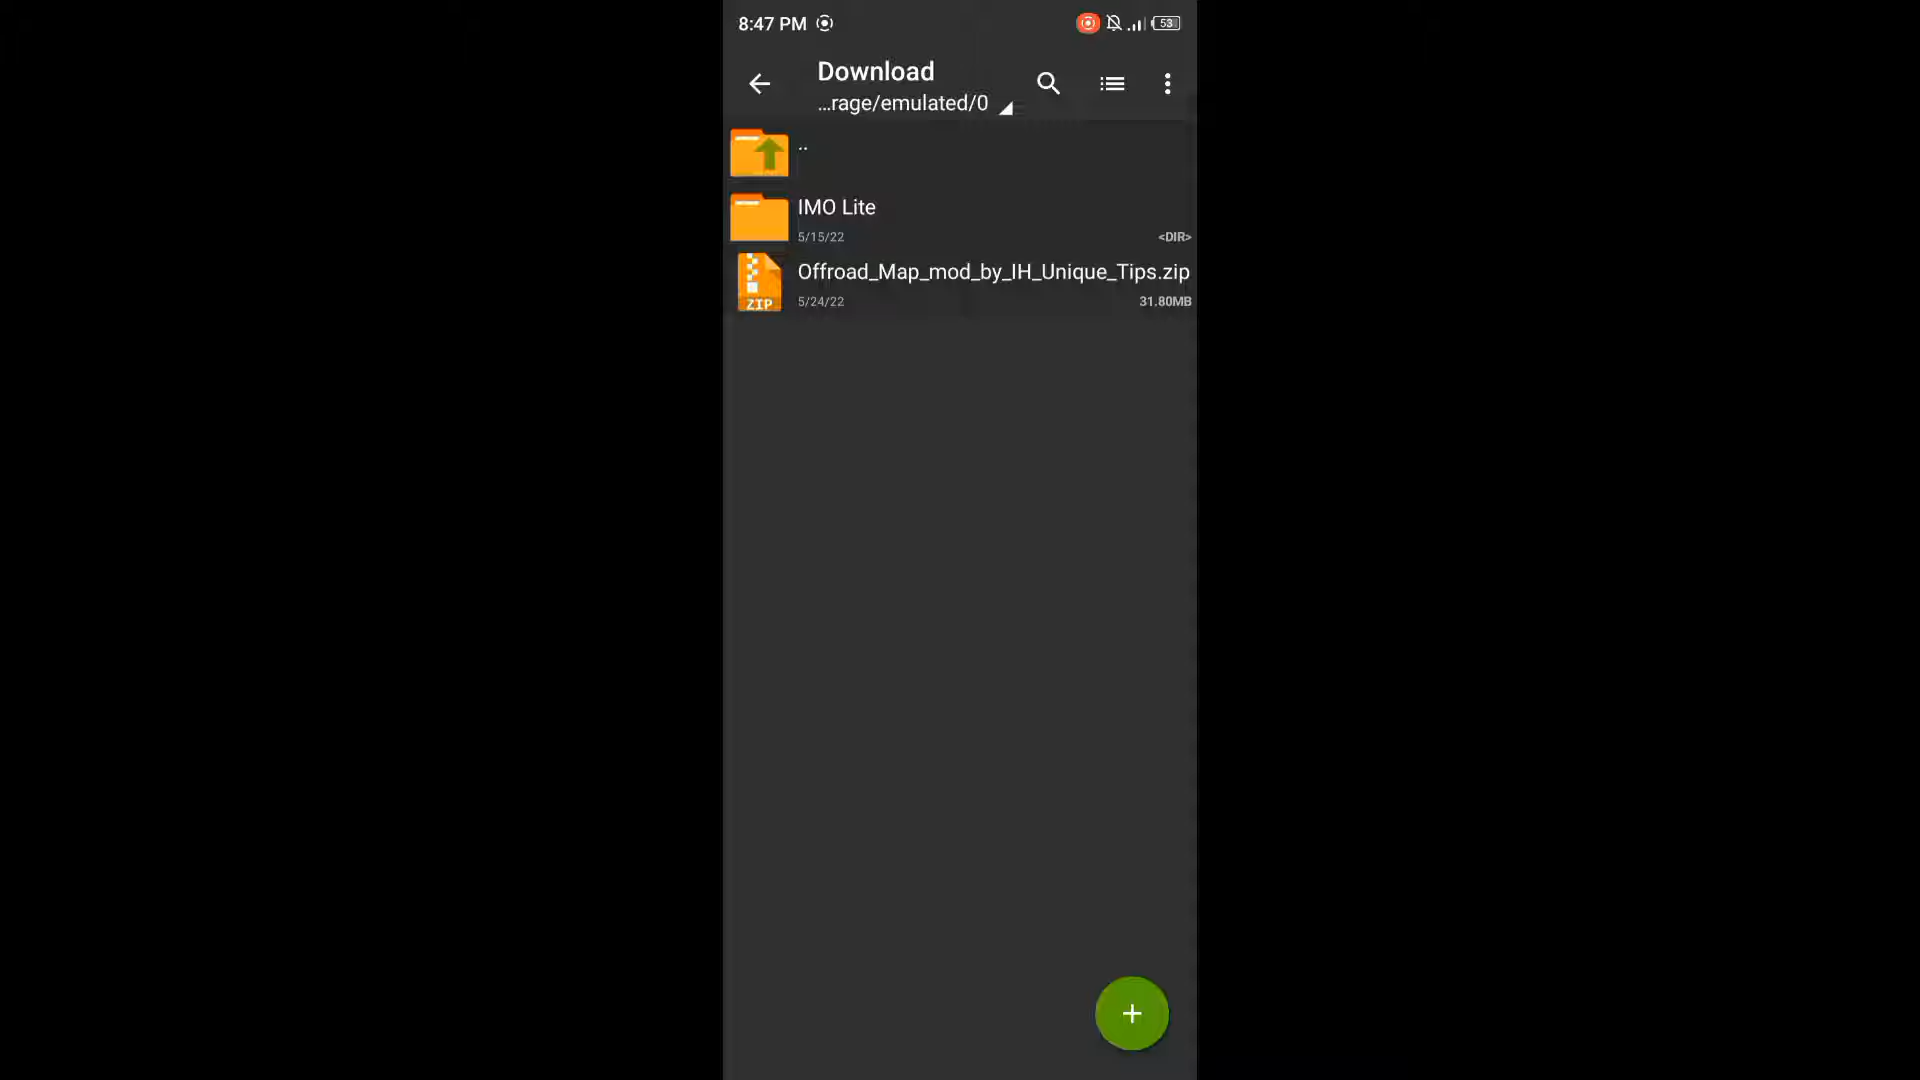 8:47 PM
53
Download
...rage/emulated/0
..
IMO Lite
5/15/22
<DIR>
Offroad_Map_mod_by_IH_Unique_Tips.zip
ZIP
5/24/22
31.80MB